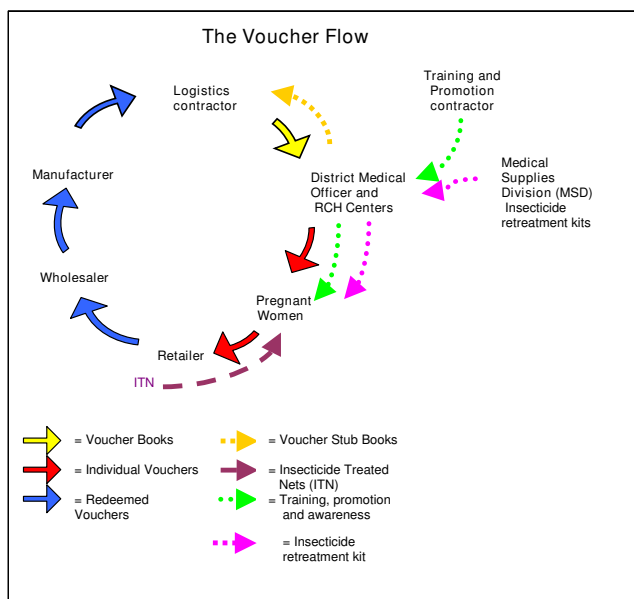 The Voucher Flow
Logistics
contractor
Training and
Promotion
contractor
Manufacturer
District Medical
Officer and
RCH Centers
Medical
Supplies
Division (MSD)
Insecticide
retreatment kits
Wholesaler
Pregnant
Women
Retailer
ITN
= Voucher Books
= Individual Vouchers
= Redeemed
Vouchers
= Voucher Stub Books
= Insecticide Treated
Nets (ITN)
= Training, promotion
and awareness
= Insecticide
retreatment kit